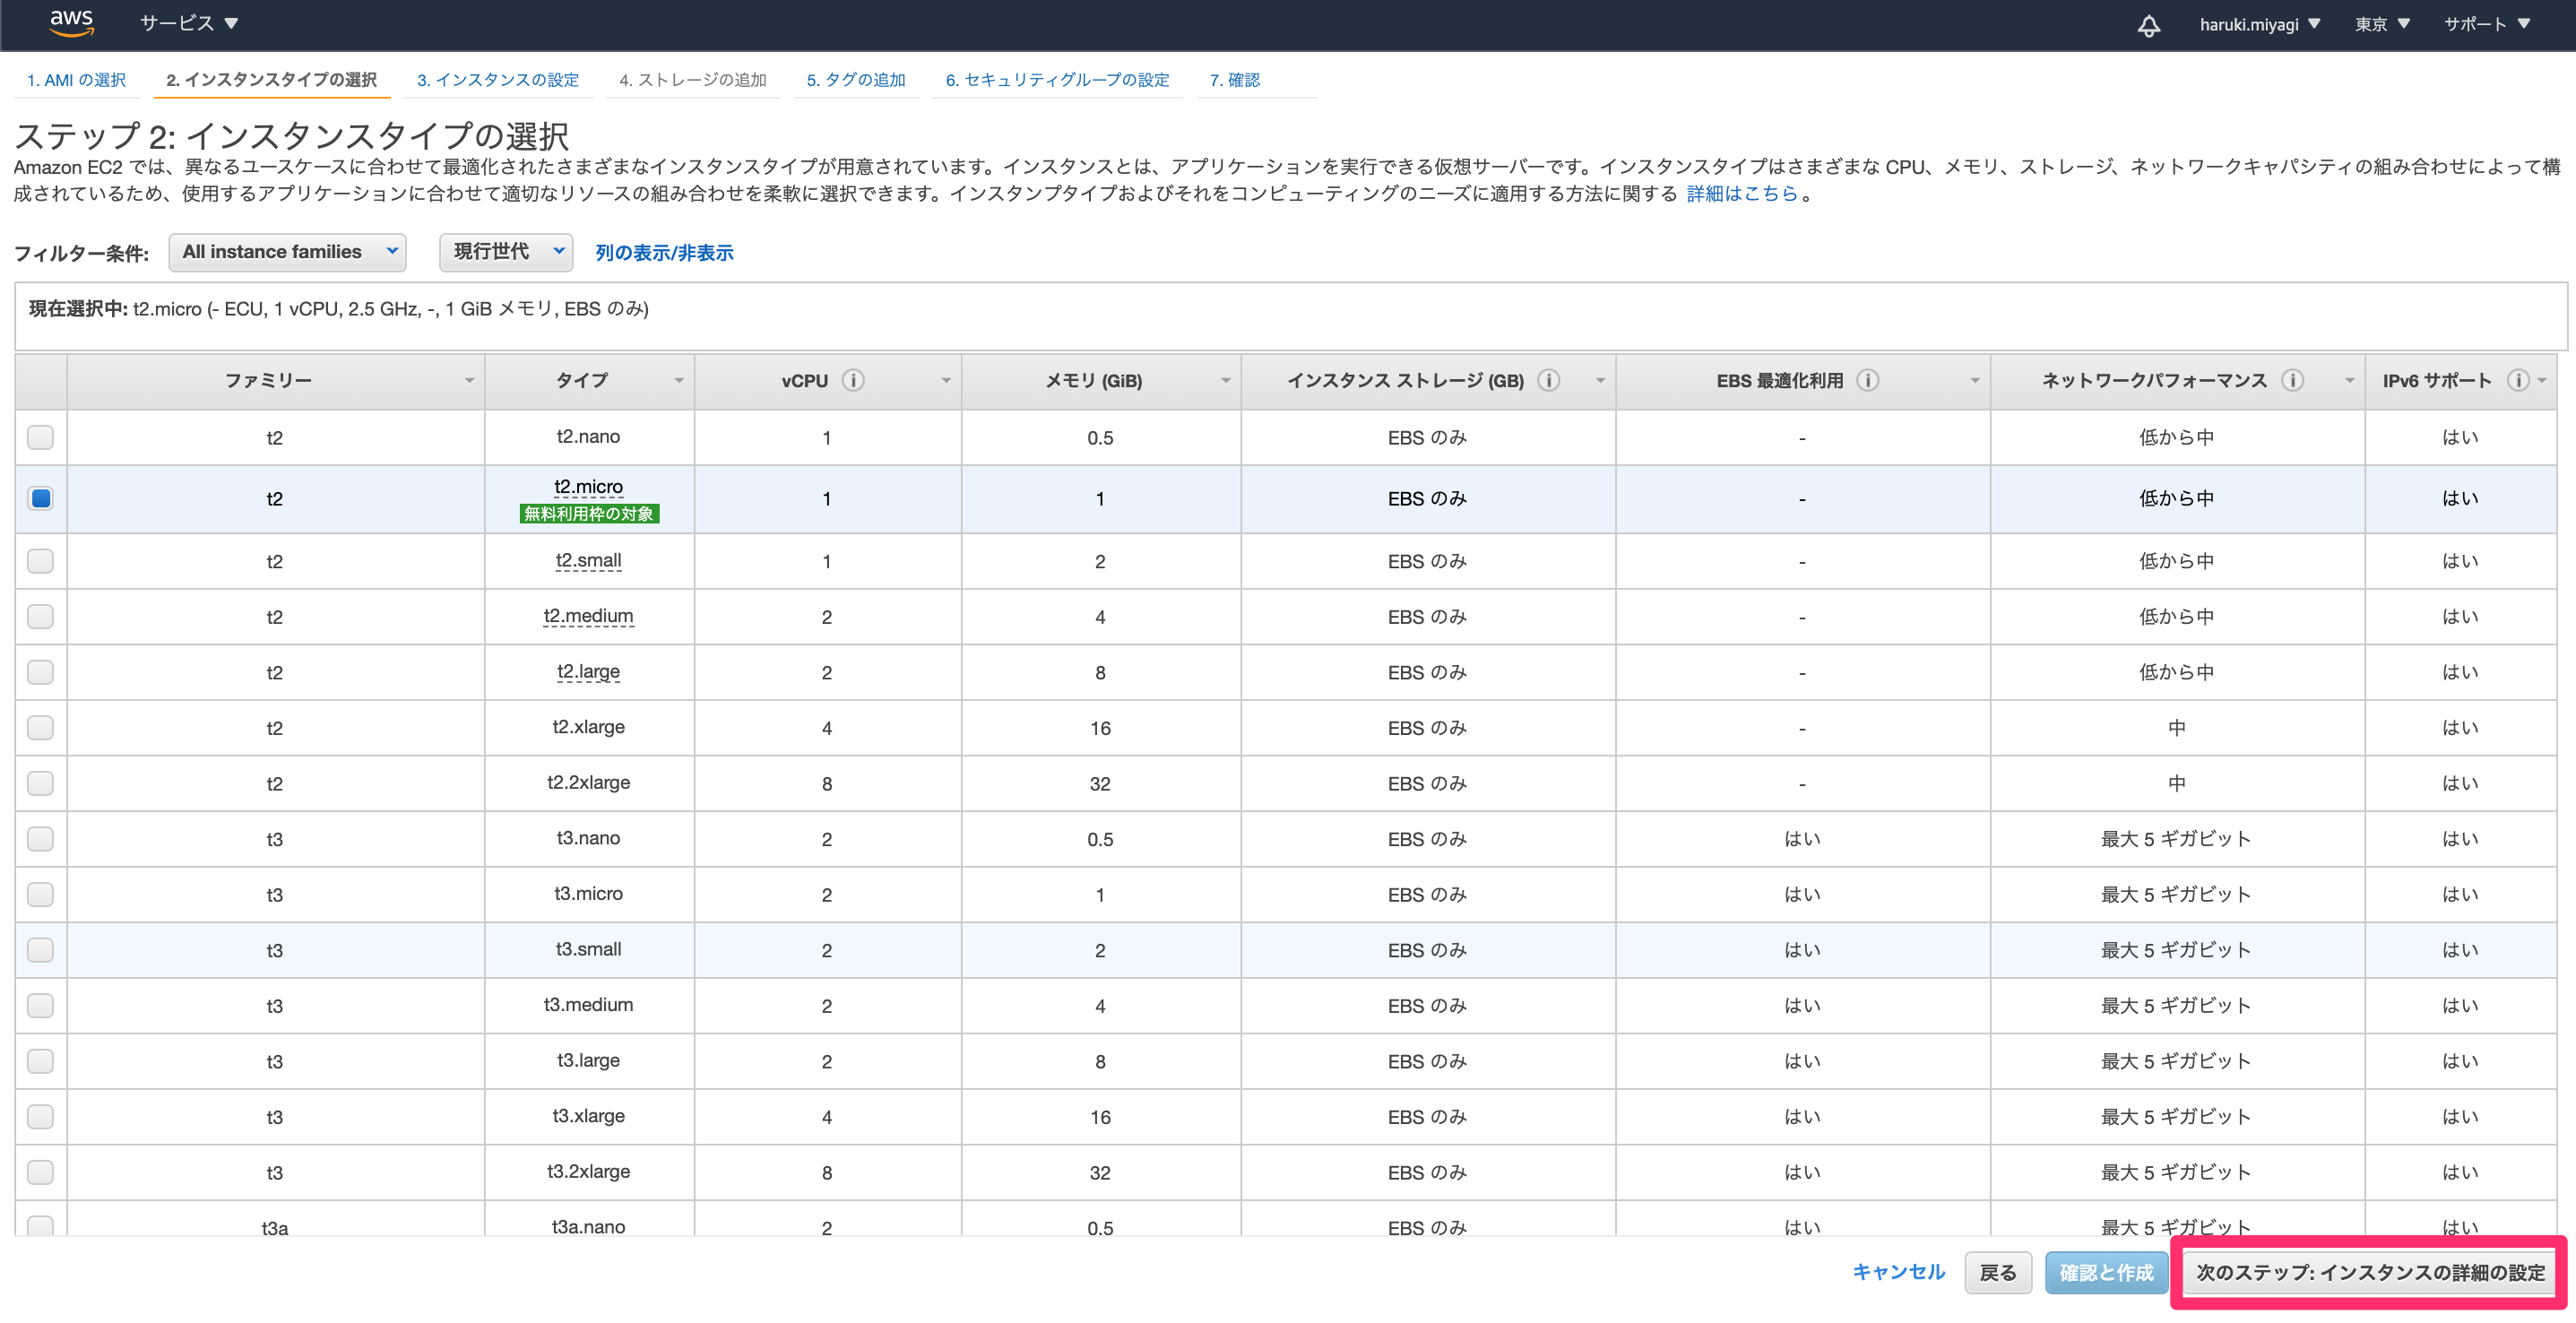 aws サービス haruki.miyagi 東京 サポート
1. AMI の選択 2. インスタンスタイプの選択 3. インスタンスの設定 4. ストレージの追加 5. タグの追加 6. セキュリティグループの設定 7. 確認
ステップ 2: インスタンスタイプの選択
Amazon EC2 では、異なるユースケースに合わせて最適化されたさまざまなインスタンスタイプが用意されています。インスタンスとは、アプリケーションを実行できる仮想サーバーです。インスタンスタイプはさまざまな CPU、メモリ、ストレージ、ネットワークキャパシティの組み合わせによって構
成されているため、使用するアプリケーションに合わせて適切なリソースの組み合わせを柔軟に選択できます。インスタンプタイプおよびそれをコンピューティングのニーズに適用する方法に関する 詳細はこちら。
フィルター条件: All instance families 現行世代 列の表示/非表示
現在選択中: t2.micro (- ECU, 1 vCPU, 2.5 GHz, -, 1 GiB メモリ, EBS のみ)
ファミリー タイプ vCPU メモリ (GiB) インスタンス ストレージ (GB) EBS 最適化利用 ネットワークパフォーマンス IPv6 サポート
t2 t2.nano 1 0.5 EBS のみ - 低から中 はい
t2 t2.micro 1 1 EBS のみ - 低から中 はい
無料利用枠の対象
t2 t2.small 1 2 EBS のみ - 低から中 はい
t2 t2.medium 2 4 EBS のみ - 低から中 はい
t2 t2.large 2 8 EBS のみ - 低から中 はい
t2 t2.xlarge 4 16 EBS のみ - 中 はい
t2 t2.2xlarge 8 32 EBS のみ - 中 はい
t3 t3.nano 2 0.5 EBS のみ はい 最大 5 ギガビット はい
t3 t3.micro 2 1 EBS のみ はい 最大 5 ギガビット はい
t3 t3.small 2 2 EBS のみ はい 最大 5 ギガビット はい
t3 t3.medium 2 4 EBS のみ はい 最大 5 ギガビット はい
t3 t3.large 2 8 EBS のみ はい 最大 5 ギガビット はい
t3 t3.xlarge 4 16 EBS のみ はい 最大 5 ギガビット はい
t3 t3.2xlarge 8 32 EBS のみ はい 最大 5 ギガビット はい
t3a t3a.nano 2 0.5 EBS のみ はい 最大 5 ギガビット はい
キャンセル 戻る 確認と作成 次のステップ: インスタンスの詳細の設定